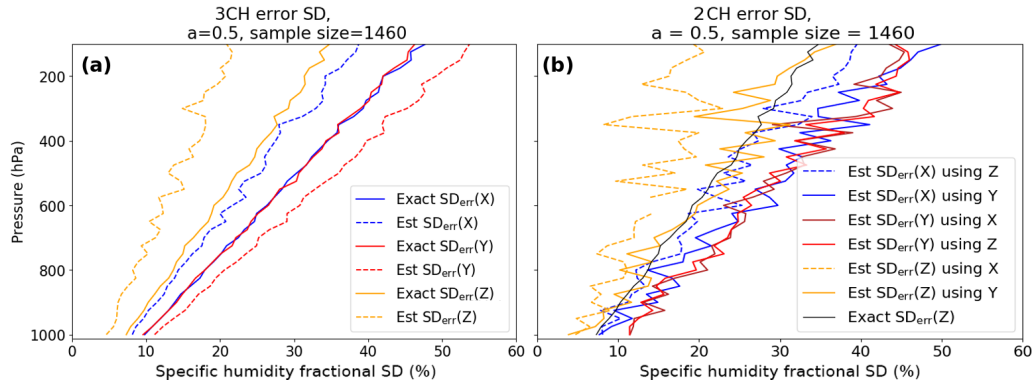 3CH error SD,
a=0.5, sample size=1460
(a)
200
400
600
800
1000
Pressure (hPa)
Exact SDerr(X)
Est SDerr(X)
Exact SDerr(Y)
Est SDerr(Y)
Exact SDerr(Z)
Est SDerr(Z)
0 10 20 30 40 50 60
Specific humidity fractional SD (%)
2CH error SD,
a = 0.5, sample size = 1460
(b)
Est SDerr(X) using Z
Est SDerr(X) using Y
Est SDerr(Y) using X
Est SDerr(Y) using Z
Est SDerr(Z) using X
Est SDerr(Z) using Y
Exact SDerr(Z)
0 10 20 30 40 50 60
Specific humidity fractional SD (%)